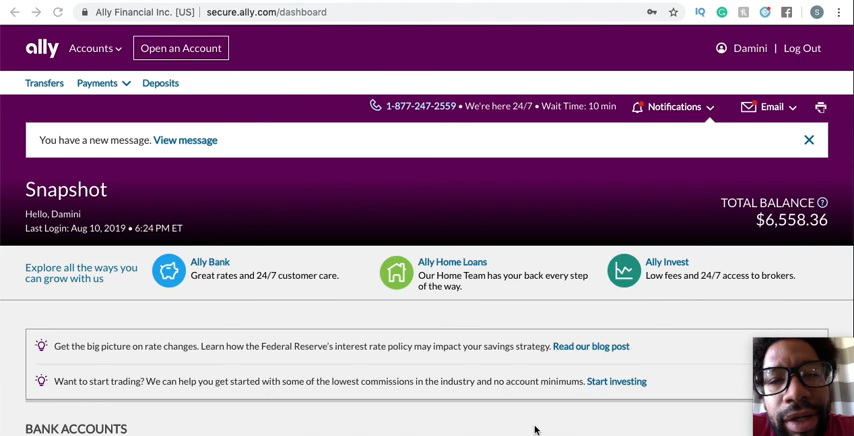 Ally Financial Inc. [US] | secure.ally.com/dashboard
IQ
S
ally Accounts Open an Account Damini | Log Out
Transfers Payments Deposits
1-877-247-2559 • We're here 24/7 • Wait Time: 10 min Notifications Email
You have a new message. View message
Snapshot
Hello, Damini
Last Login: Aug 10, 2019 • 6:24 PM ET
TOTAL BALANCE ?
$6,558.36
Explore all the ways you
can grow with us
Ally Bank
Great rates and 24/7 customer care.
Ally Home Loans
Our Home Team has your back every step
of the way.
Ally Invest
Low fees and 24/7 access to brokers.
Get the big picture on rate changes. Learn how the Federal Reserve's interest rate policy may impact your savings strategy. Read our blog post
Want to start trading? We can help you get started with some of the lowest commissions in the industry and no account minimums. Start investing
BANK ACCOUNTS